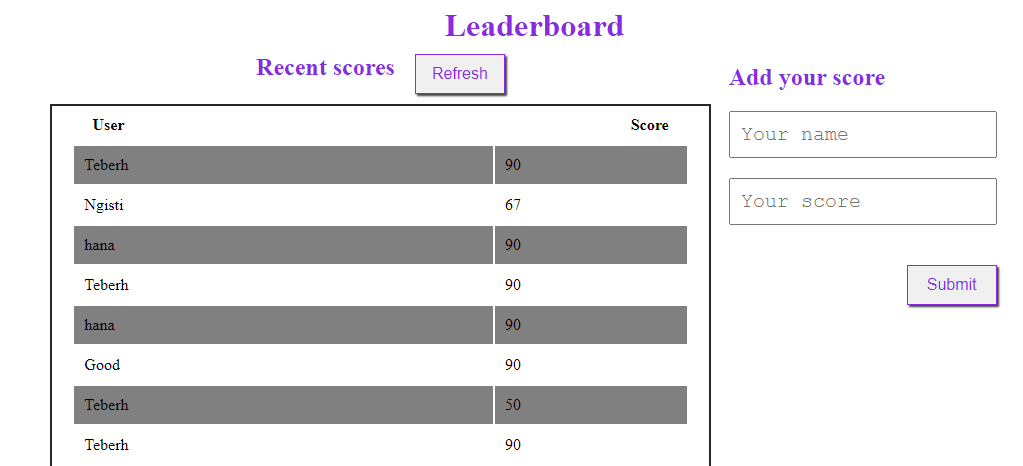 Leaderboard
Recent scores
Refresh
User Score
Teberh 90
Ngisti 67
hana 90
Teberh 90
hana 90
Good 90
Teberh 50
Teberh 90
Add your score
Your name
Your score
Submit